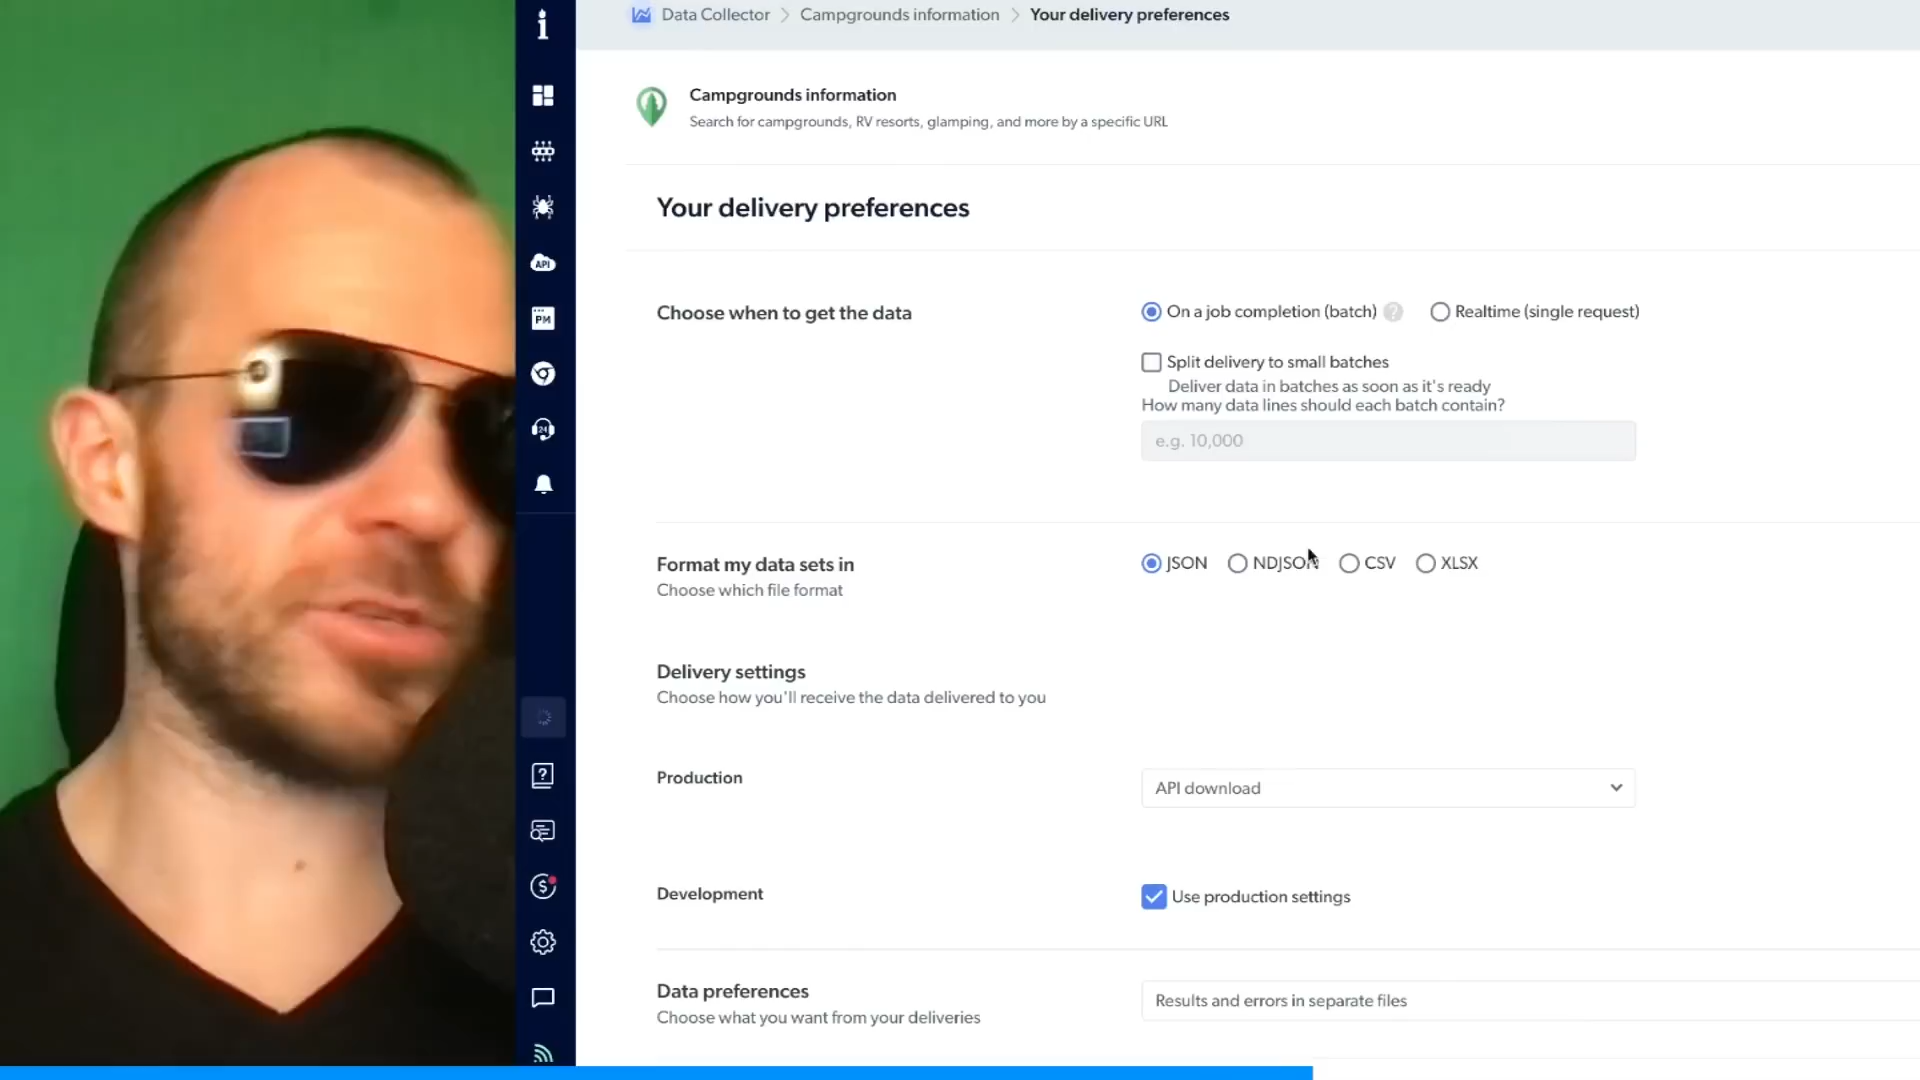 Data Collector > Campgrounds information > Your delivery preferences
Campgrounds information
Search for campgrounds, RV resorts, glamping, and more by a specific URL
Your delivery preferences
Choose when to get the data
On a job completion (batch) ? Realtime (single request)
Split delivery to small batches
Deliver data in batches as soon as it's ready
How many data lines should each batch contain?
e.g. 10,000
Format my data sets in
Choose which file format
JSON NDJSON CSV XLSX
Delivery settings
Choose how you'll receive the data delivered to you
Production
API download
Development
Use production settings
Data preferences
Choose what you want from your deliveries
Results and errors in separate files
i
API
PM
24
?
$